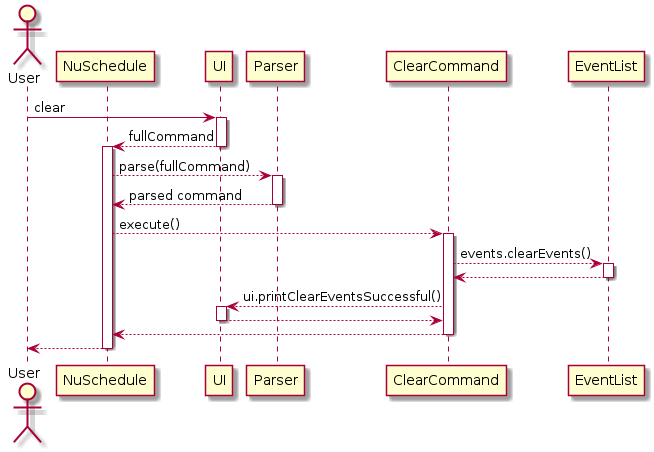 User
NuSchedule
UI
Parser
ClearCommand
EventList
clear
fullCommand
parse(fullCommand)
parsed command
execute()
events.clearEvents()
ui.printClearEventsSuccessful()
User
NuSchedule
UI
Parser
ClearCommand
EventList